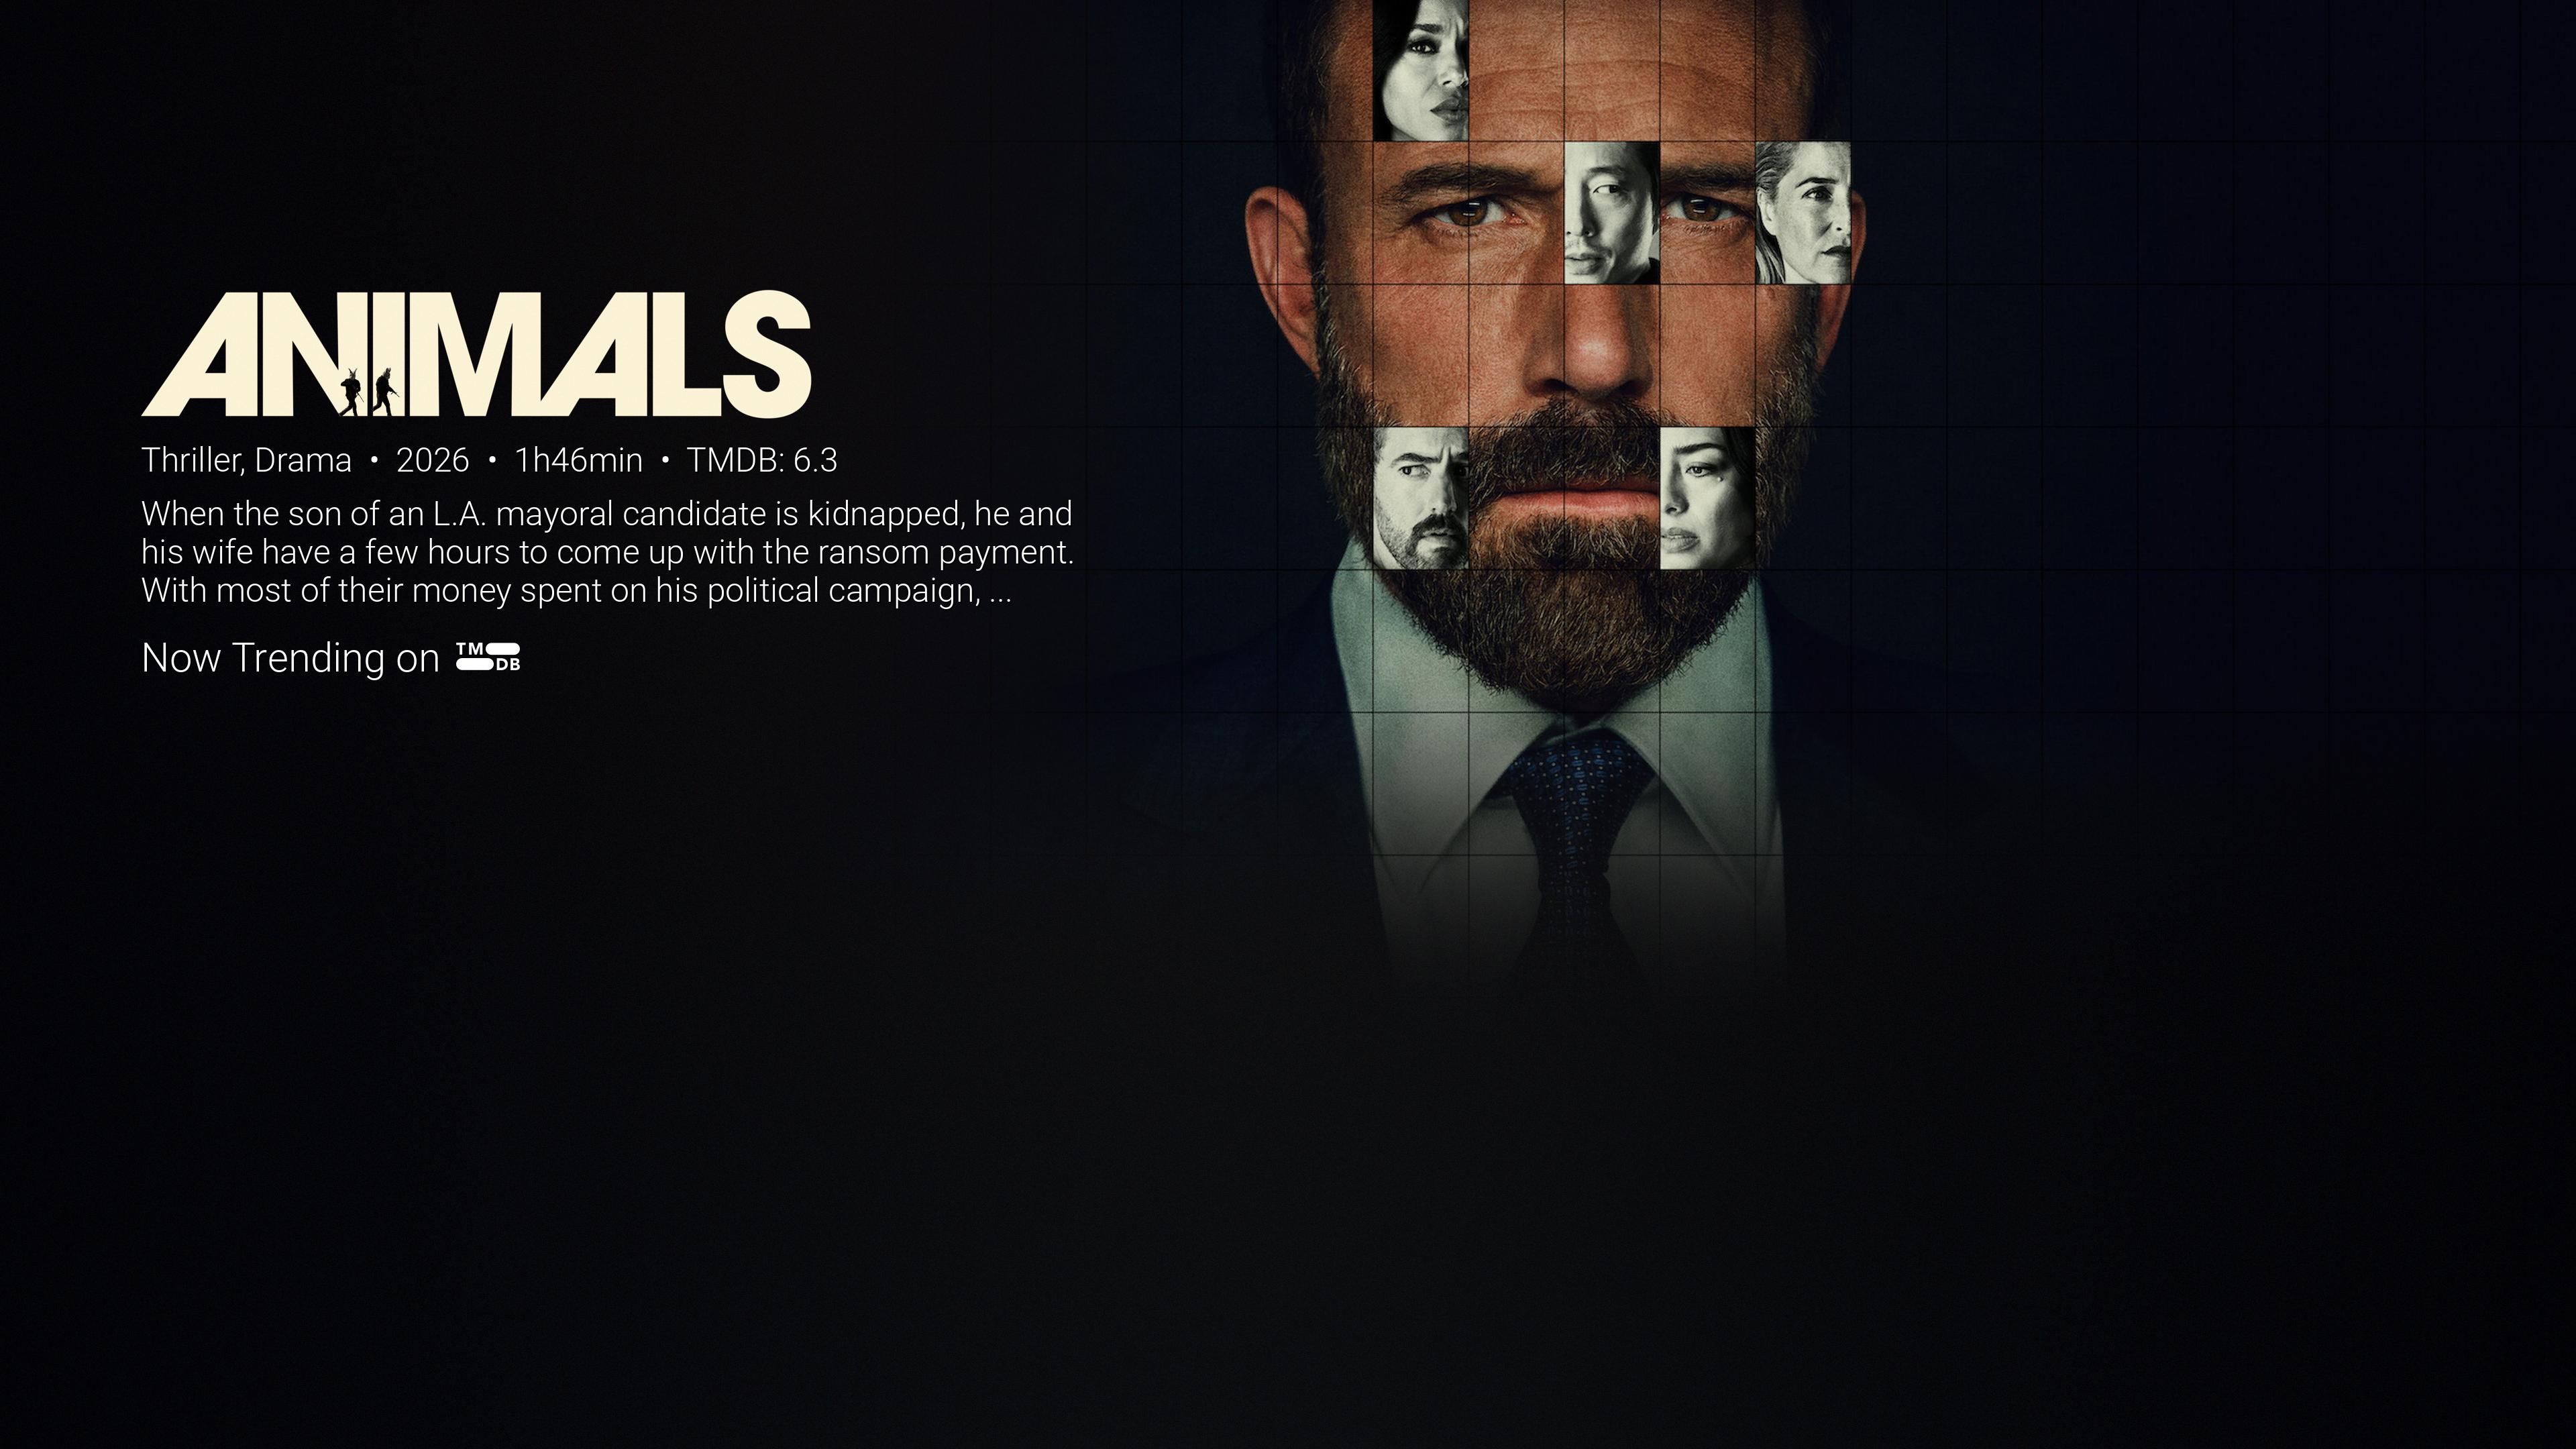 ANIMALS
Thriller, Drama • 2026 • 1h46min • TMDB: 6.3
When the son of an L.A. mayoral candidate is kidnapped, he and
his wife have a few hours to come up with the ransom payment.
With most of their money spent on his political campaign, ...
Now Trending on TMDB